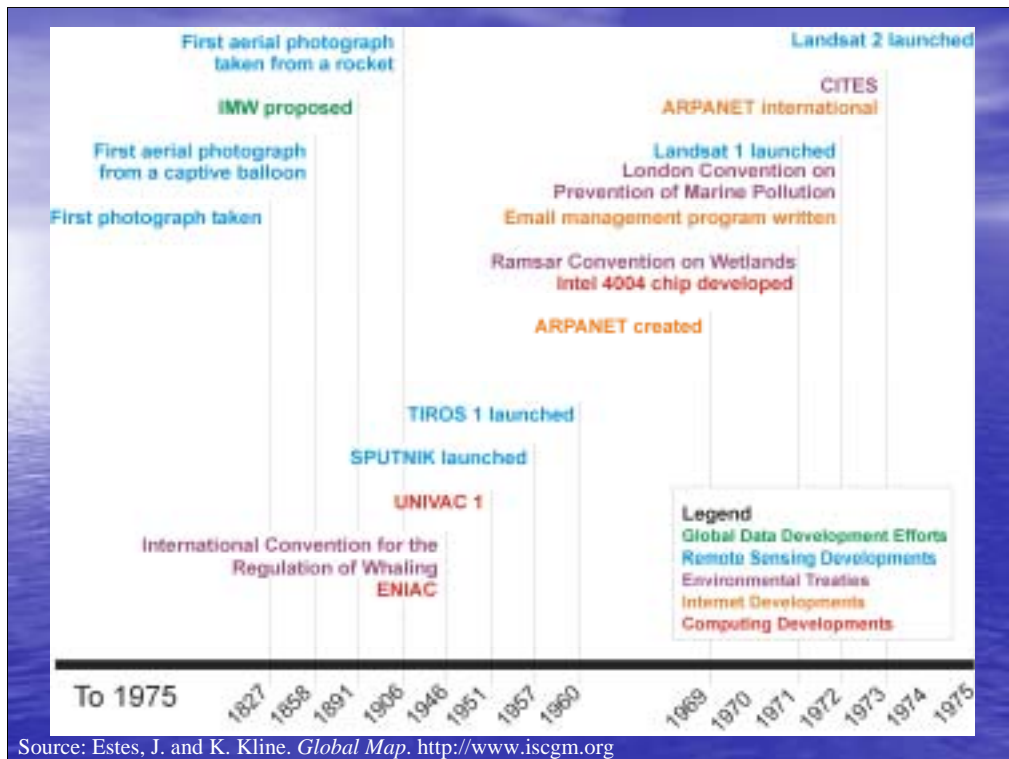 First aerial photograph
taken from a rocket
IMW proposed
First aerial photograph
from a captive balloon
First photograph taken
Landsat 2 launched
CITES
ARPANET international
Landsat 1 launched
London Convention on
Prevention of Marine Pollution
Email management program written
Ramsar Convention on Wetlands
Intel 4004 chip developed
ARPANET created
TIROS 1 launched
SPUTNIK launched
UNIVAC 1
International Convention for the
Regulation of Whaling
ENIAC
Legend
Global Data Development Efforts
Remote Sensing Developments
Environmental Treaties
Internet Developments
Computing Developments
To 1975
1827
1858
1891
1906
1946
1951
1957
1960
1969
1970
1971
1972
1973
1974
1975
Source: Estes, J. and K. Kline. Global Map. http://www.iscgm.org